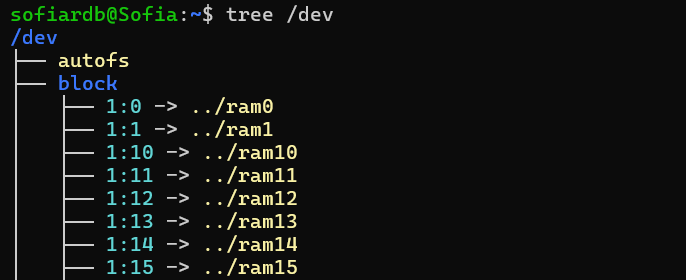 sofiardb@Sofia:~$ tree /dev
/dev
├── autofs
├── block
│   ├── 1:0 -> ../ram0
│   ├── 1:1 -> ../ram1
│   ├── 1:10 -> ../ram10
│   ├── 1:11 -> ../ram11
│   ├── 1:12 -> ../ram12
│   ├── 1:13 -> ../ram13
│   ├── 1:14 -> ../ram14
│   ├── 1:15 -> ../ram15